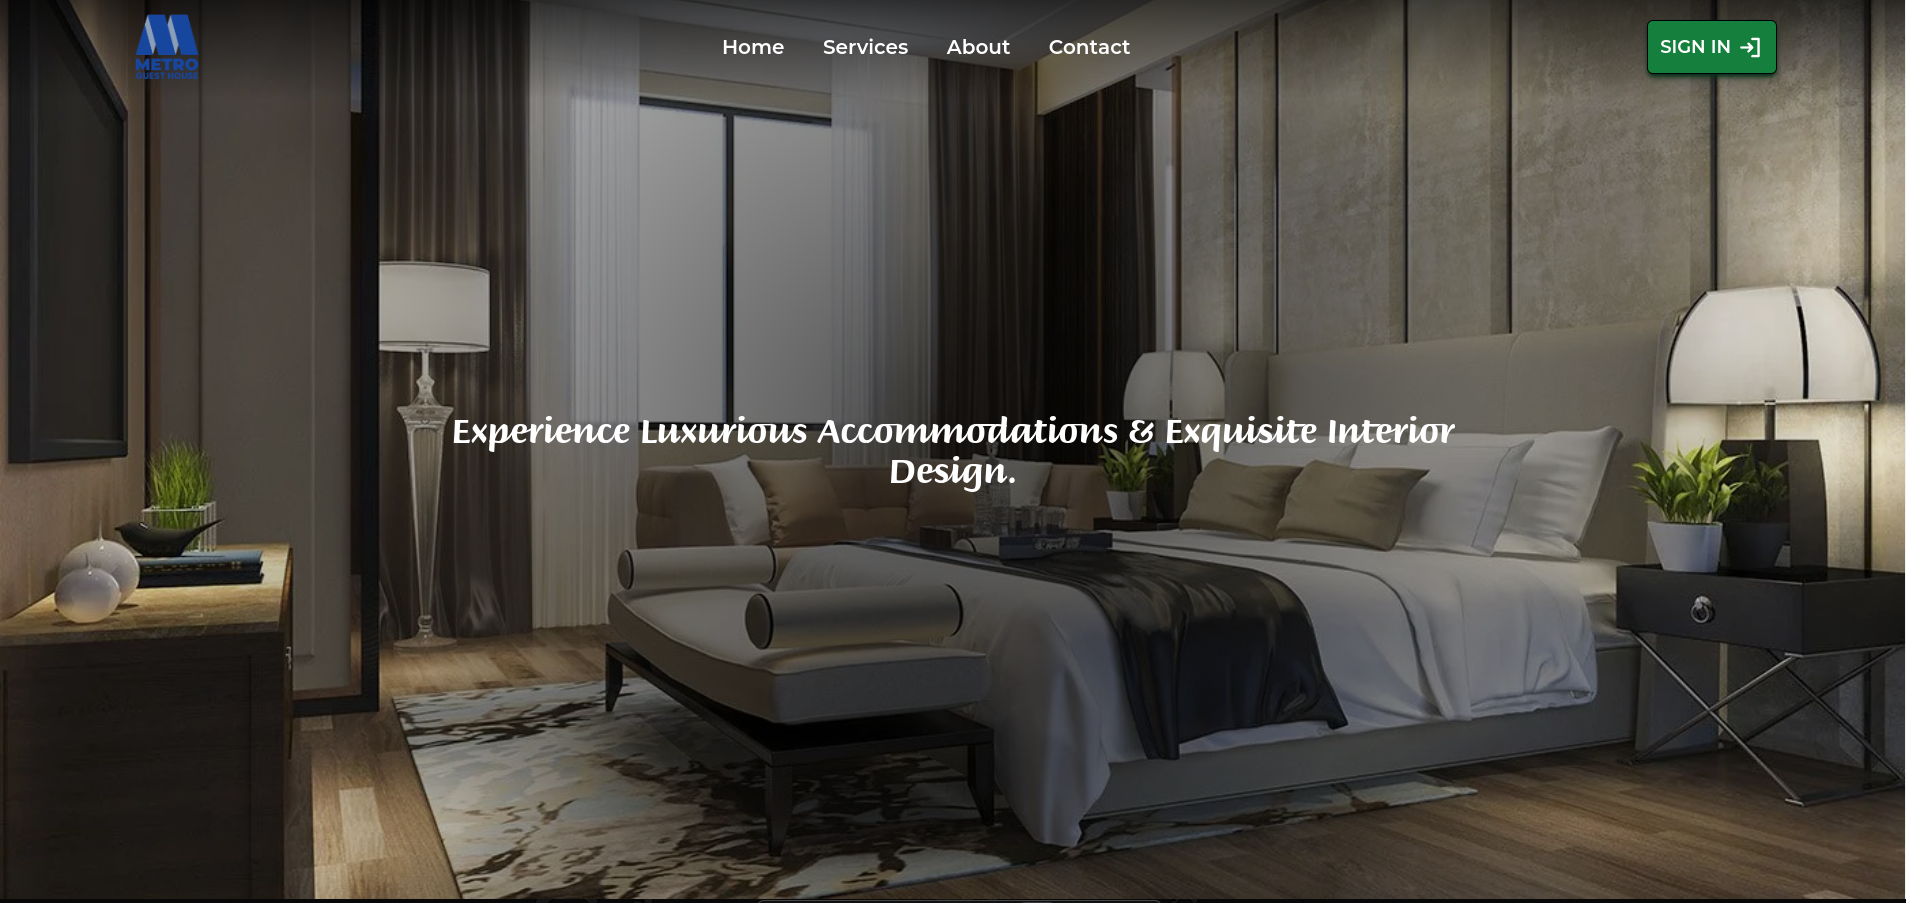 METRO
GUEST HOUSE
Home
Services
About
Contact
SIGN IN
Experience Luxurious Accommodations & Exquisite Interior
Design.